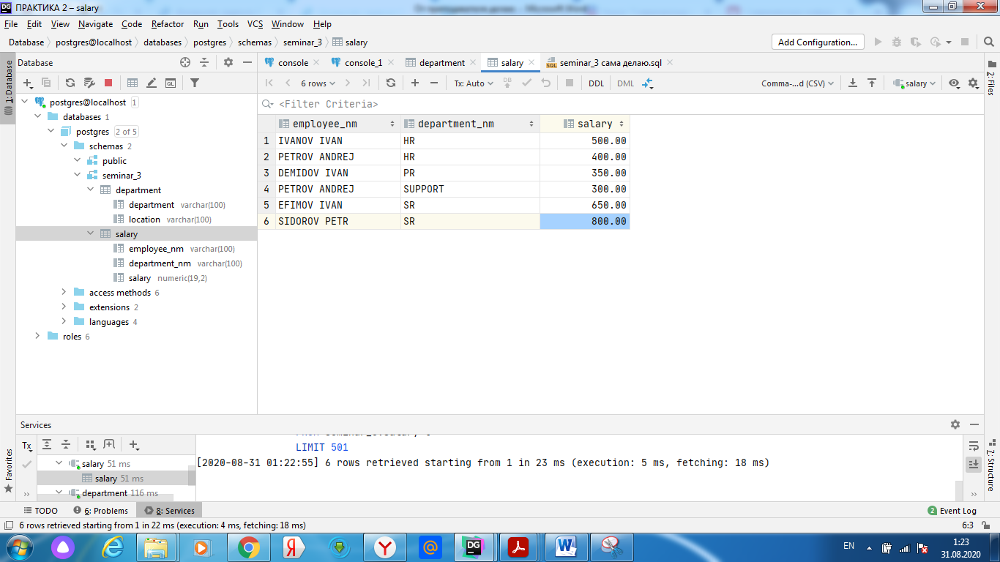 ПРАКТИКА 2 – salary
File Edit View Navigate Code Refactor Run Tools VCS Window Help
Database postgres@localhost databases postgres schemas seminar_3 salary Add Configuration...
1: Database
Database
console console_1 department salary seminar_3 сама делаю.sql
2: Files
6 rows Tx: Auto DB DDL DML Comma-...d (CSV) salary
<Filter Criteria>
postgres@localhost 1
databases 1
postgres 2 of 5
schemas 2
public
seminar_3
department
department varchar(100)
location varchar(100)
salary
employee_nm varchar(100)
department_nm varchar(100)
salary numeric(19,2)
access methods 6
extensions 2
languages 4
roles 6
employee_nm department_nm salary
1 IVANOV IVAN HR 500.00
2 PETROV ANDREJ HR 400.00
3 DEMIDOV IVAN PR 350.00
4 PETROV ANDREJ SUPPORT 300.00
5 EFIMOV IVAN SR 650.00
6 SIDOROV PETR SR 800.00
Services
Tx
salary 51 ms
salary 51 ms
department 116 ms
LIMIT 501
[2020-08-31 01:22:55] 6 rows retrieved starting from 1 in 23 ms (execution: 5 ms, fetching: 18 ms)
Favorites
7: Structure
TODO 6: Problems 8: Services 2 Event Log
6 rows retrieved starting from 1 in 22 ms (execution: 4 ms, fetching: 18 ms) 6:3
EN 1:23
31.08.2020